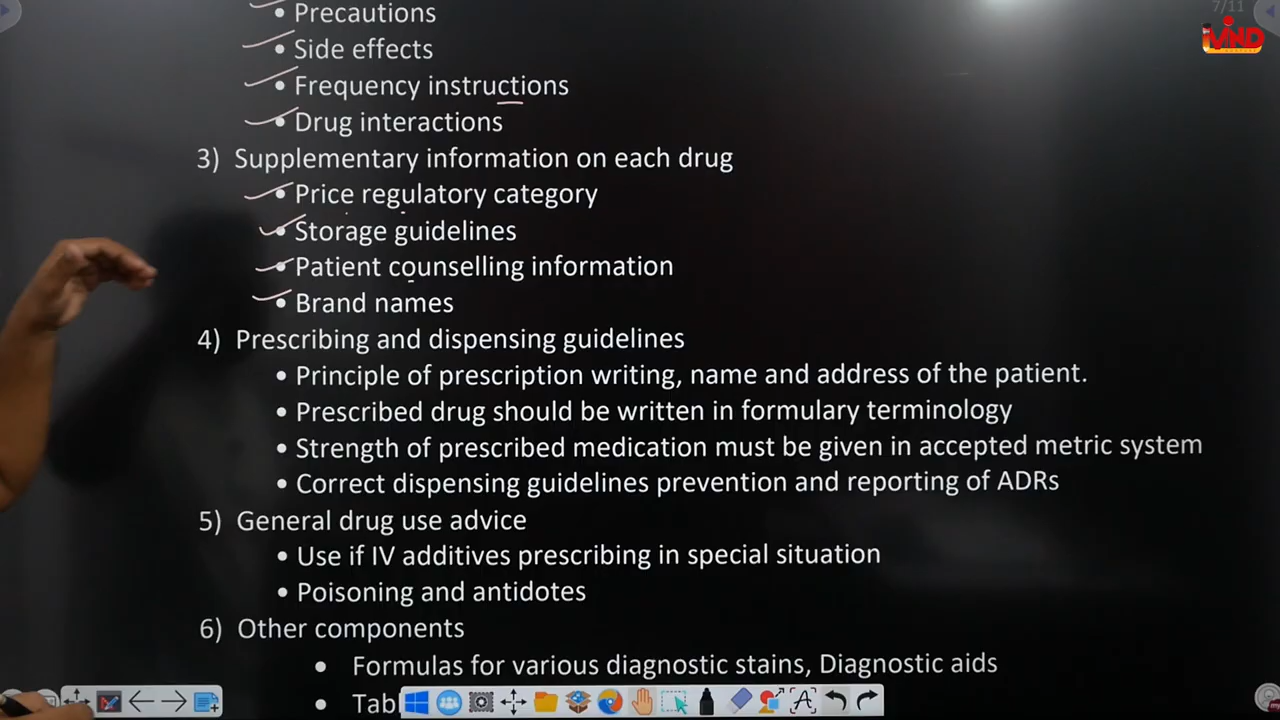 7/11
• Precautions
• Side effects
• Frequency instructions
• Drug interactions
3) Supplementary information on each drug
• Price regulatory category
• Storage guidelines
• Patient counselling information
• Brand names
4) Prescribing and dispensing guidelines
• Principle of prescription writing, name and address of the patient.
• Prescribed drug should be written in formulary terminology
• Strength of prescribed medication must be given in accepted metric system
• Correct dispensing guidelines prevention and reporting of ADRs
5) General drug use advice
• Use if IV additives prescribing in special situation
• Poisoning and antidotes
6) Other components
• Formulas for various diagnostic stains, Diagnostic aids
• Tab